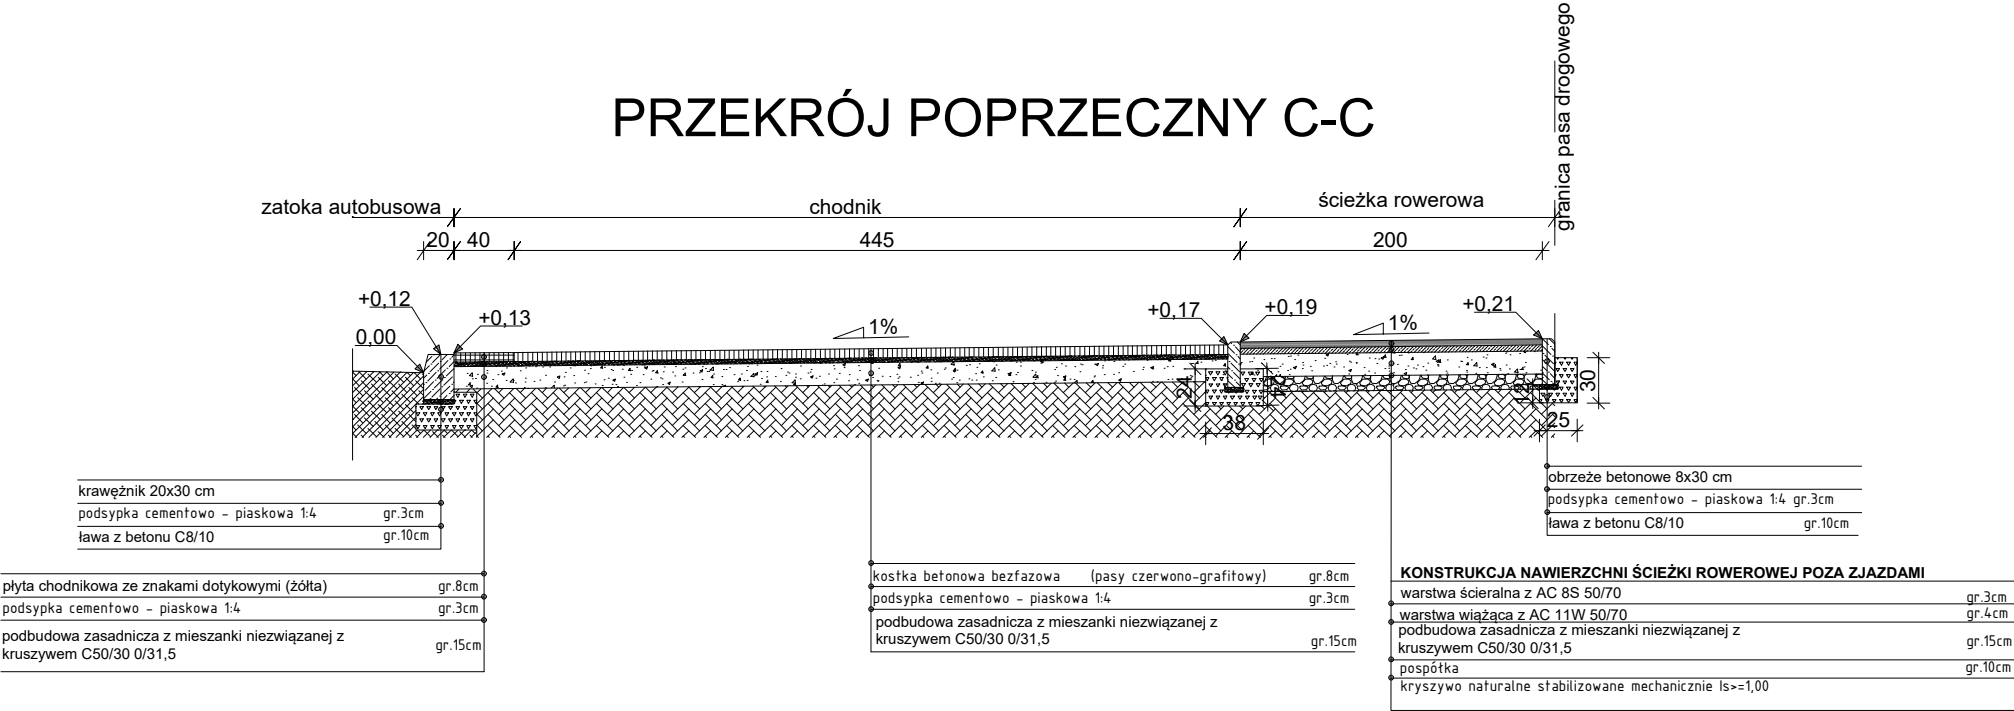 PRZEKRÓJ POPRZECZNY C-C
granica pasa drogowego
zatoka autobusowa
chodnik
ścieżka rowerowa
20
40
445
200
+0,12
0,00
+0,13
1%
+0,17
+0,19
1%
+0,21
24
24
38
12
30
25
krawężnik 20x30 cm
podsypka cementowo - piaskowa 1:4 gr.3cm
ława z betonu C8/10 gr.10cm
obrzeże betonowe 8x30 cm
podsypka cementowo - piaskowa 1:4 gr.3cm
ława z betonu C8/10 gr.10cm
płyta chodnikowa ze znakami dotykowymi (żółta) gr.8cm
podsypka cementowo - piaskowa 1:4 gr.3cm
podbudowa zasadnicza z mieszanki niezwiązanej z
kruszywem C50/30 0/31,5 gr.15cm
kostka betonowa bezfazowa (pasy czerwono-grafitowy) gr.8cm
podsypka cementowo - piaskowa 1:4 gr.3cm
podbudowa zasadnicza z mieszanki niezwiązanej z
kruszywem C50/30 0/31,5 gr.15cm
KONSTRUKCJA NAWIERZCHNI ŚCIEŻKI ROWEROWEJ POZA ZJAZDAMI
warstwa ścieralna z AC 8S 50/70 gr.3cm
warstwa wiążąca z AC 11W 50/70 gr.4cm
podbudowa zasadnicza z mieszanki niezwiązanej z
kruszywem C50/30 0/31,5 gr.15cm
pospółka gr.10cm
kryszywo naturalne stabilizowane mechanicznie Is>=1,00